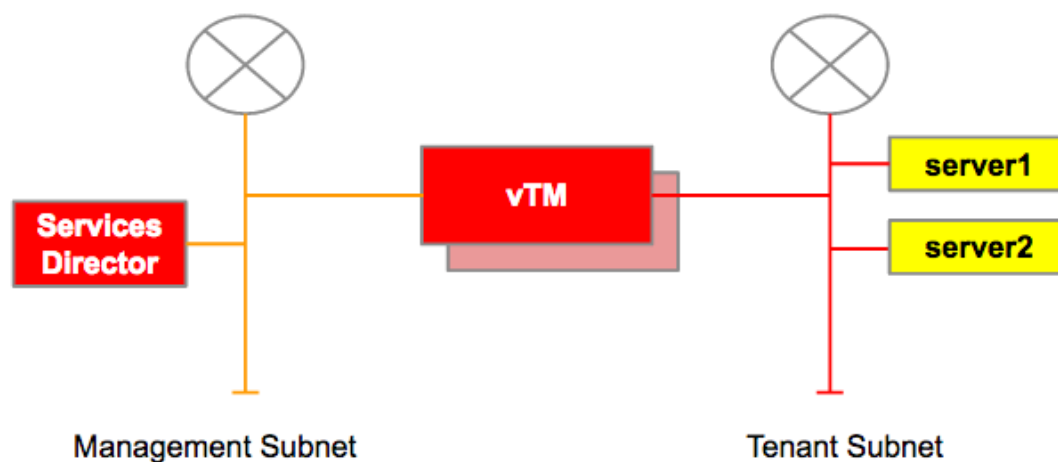 vTM
server1
Services
Director
server2
Management Subnet
Tenant Subnet